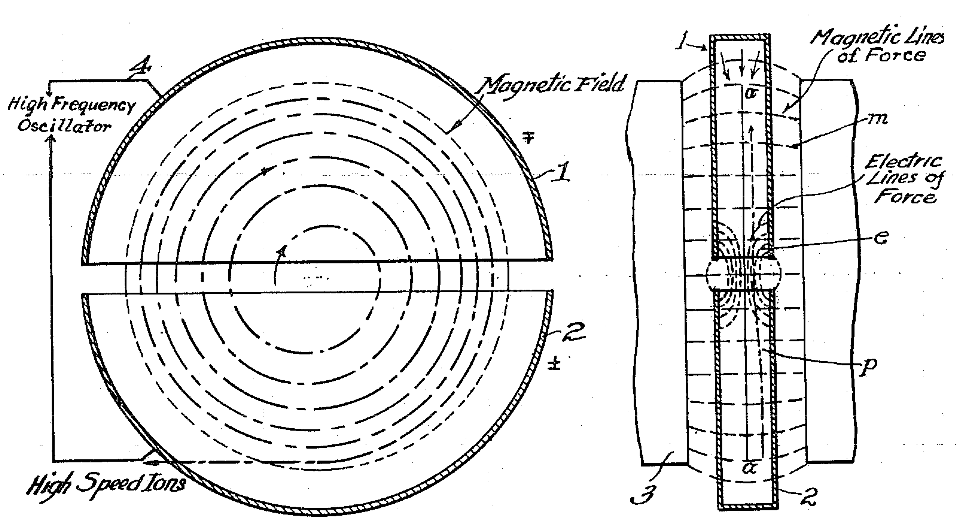 4
High Frequency
Oscillator
Magnetic Field
∓
1
2
±
High Speed Ions
1
Magnetic Lines
of Force
a
m
Electric
Lines of
Force
e
p
a
3
2